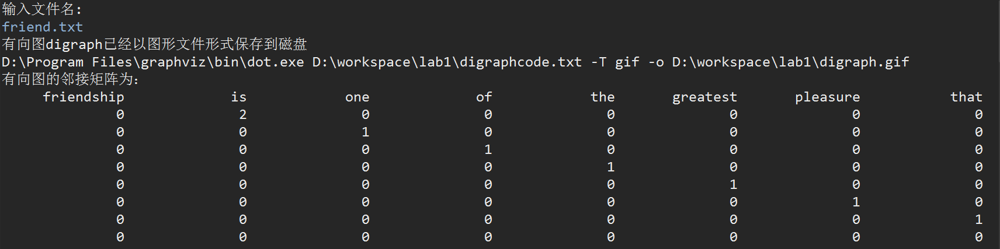 输入文件名:
friend.txt
有向图digraph已经以图形文件形式保存到磁盘
D:\Program Files\graphviz\bin\dot.exe D:\workspace\lab1\digraphcode.txt -T gif -o D:\workspace\lab1\digraph.gif
有向图的邻接矩阵为:
friendship is one of the greatest pleasure that
0 2 0 0 0 0 0 0
0 0 1 0 0 0 0 0
0 0 0 1 0 0 0 0
0 0 0 0 1 0 0 0
0 0 0 0 0 1 0 0
0 0 0 0 0 0 1 0
0 0 0 0 0 0 0 1
0 0 0 0 0 0 0 0